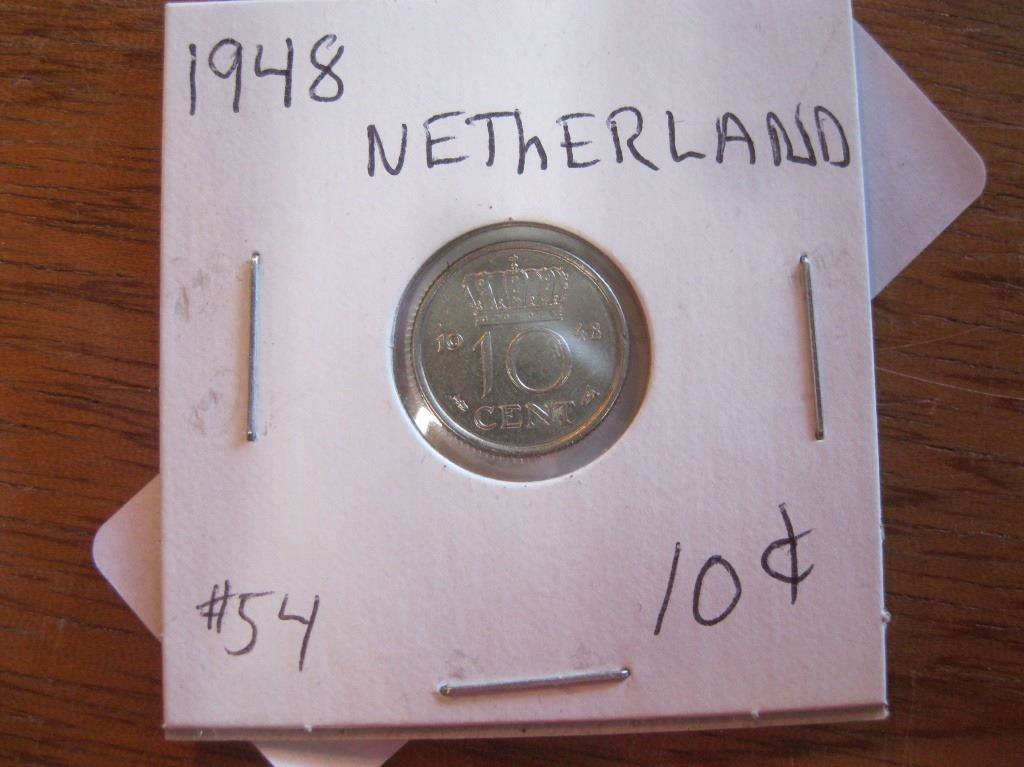 1948
NEThERLAND
19 48
10
CENT
#54
10¢